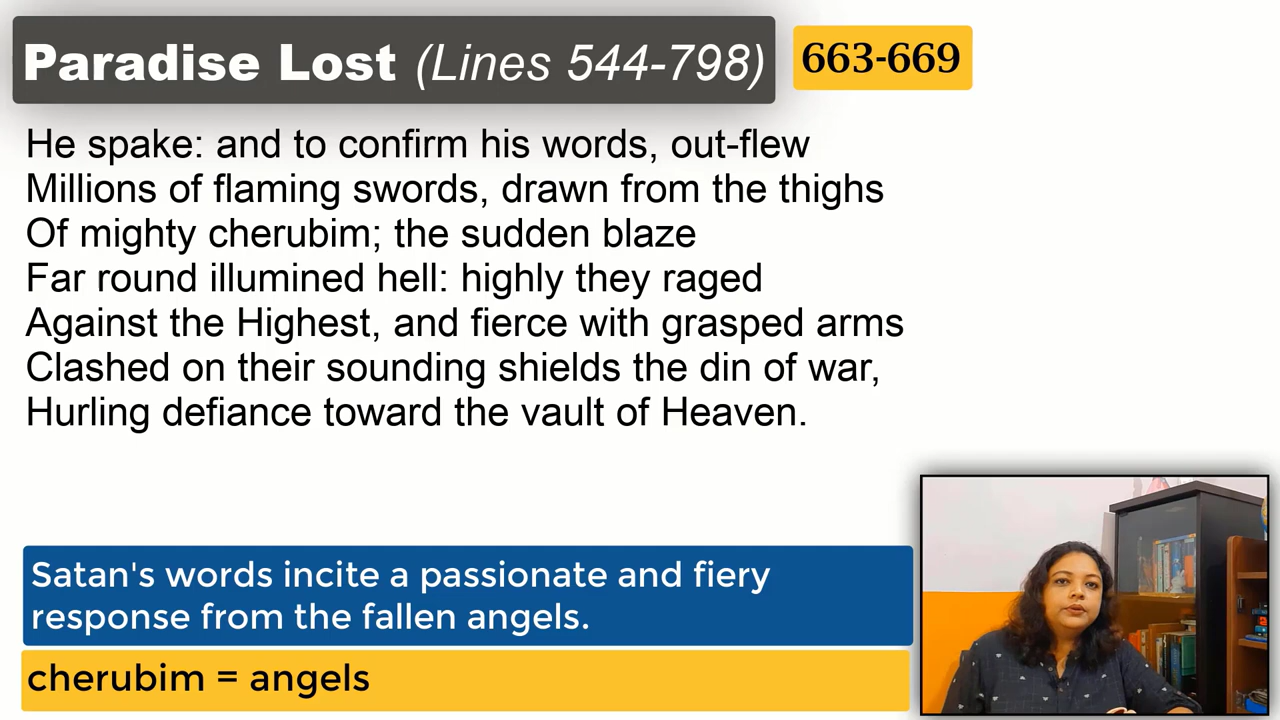 Paradise Lost (Lines 544-798) 663-669
He spake: and to confirm his words, out-flew
Millions of flaming swords, drawn from the thighs
Of mighty cherubim; the sudden blaze
Far round illumined hell: highly they raged
Against the Highest, and fierce with grasped arms
Clashed on their sounding shields the din of war,
Hurling defiance toward the vault of Heaven.
Satan's words incite a passionate and fiery
response from the fallen angels.
cherubim = angels